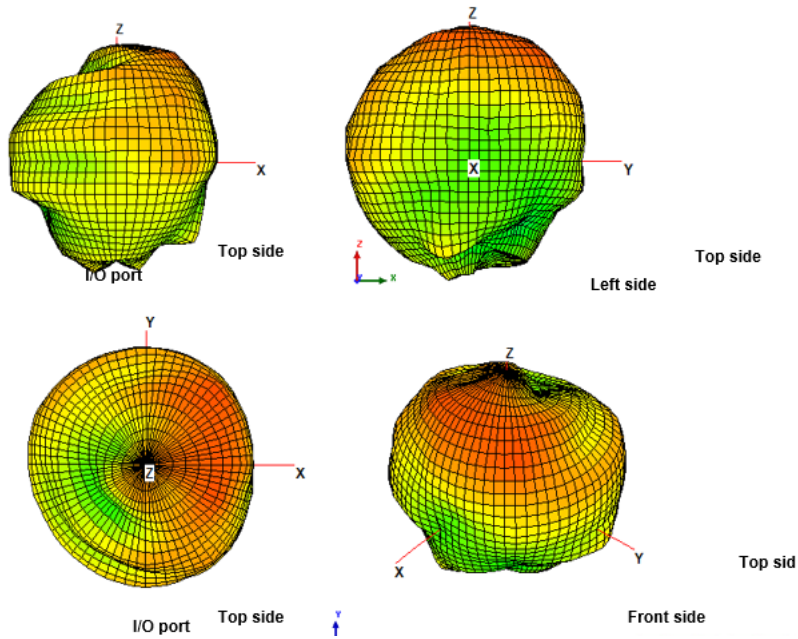 Z
X
Top side
I/O port
Z
X
Y
Z
X
Top side
Left side
Y
Z
X
Top side
I/O port
Y
Z
X
Y
Top sid
Front side